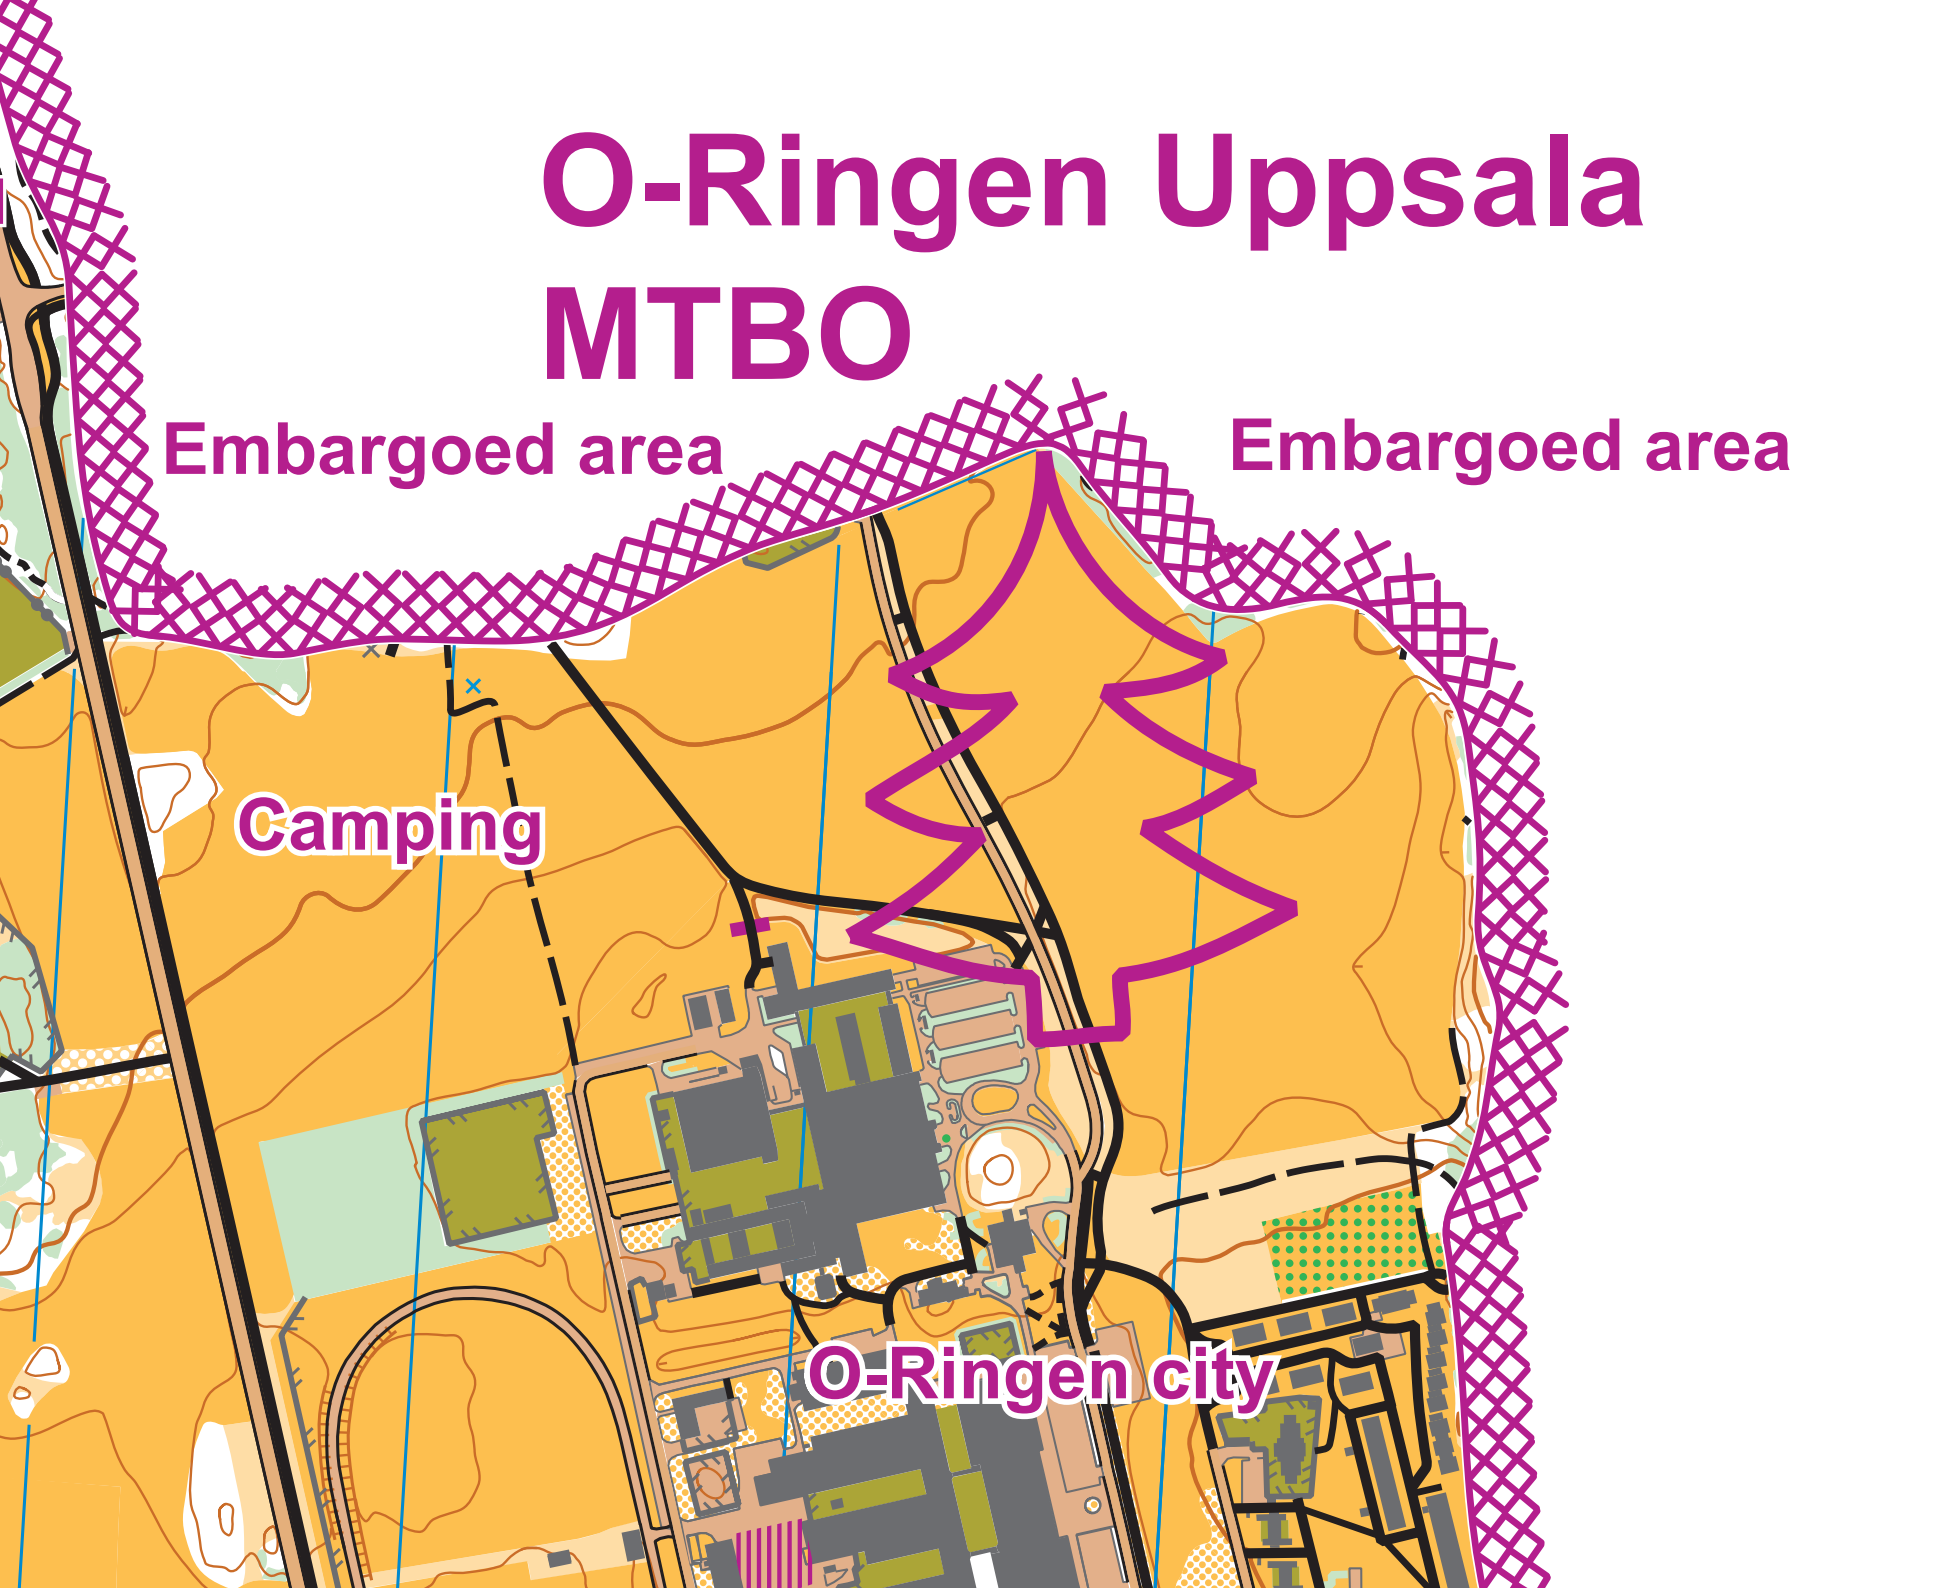 O-Ringen Uppsala
MTBO
Embargoed area
Embargoed area
Camping
O-Ringen city